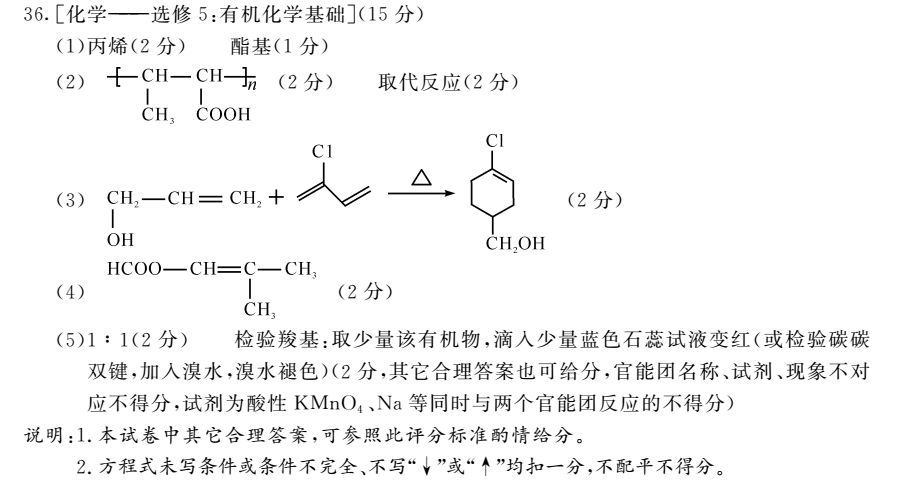 36.[化学——选修 5:有机化学基础](15 分)
(1)丙烯(2 分)　　酯基(1 分)
(2) ⁅CH—CH⁆n (2 分)　　取代反应(2 分)
CH₃ COOH
Cl Cl
(3) CH₂—CH═CH₂ + △ (2 分)
OH CH₂OH
HCOO—CH═C—CH₃
(4) (2 分)
CH₃
(5)1∶1(2 分)　　检验羧基:取少量该有机物,滴入少量蓝色石蕊试液变红(或检验碳碳
双键,加入溴水,溴水褪色)(2 分,其它合理答案也可给分,官能团名称、试剂、现象不对
应不得分,试剂为酸性 KMnO₄、Na 等同时与两个官能团反应的不得分)
说明:1. 本试卷中其它合理答案,可参照此评分标准酌情给分。
2. 方程式未写条件或条件不完全、不写“↓”或“↑”均扣一分,不配平不得分。